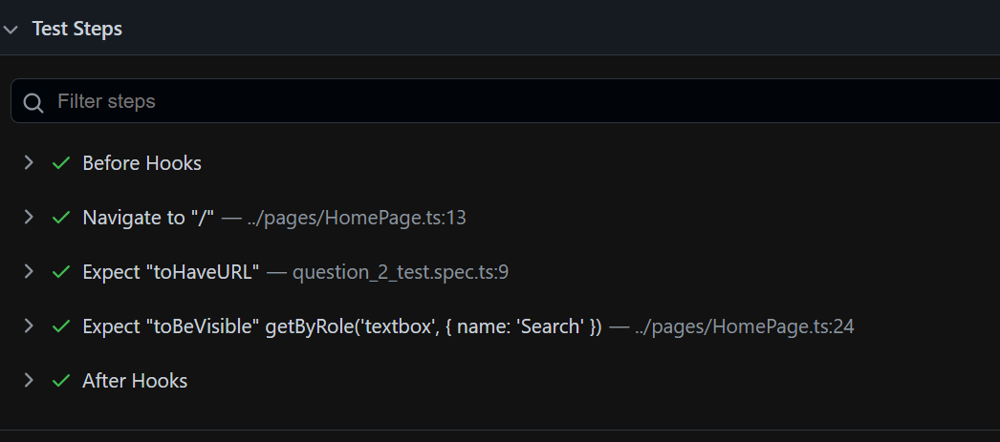 Test Steps
Filter steps
Before Hooks
Navigate to "/" — ../pages/HomePage.ts:13
Expect "toHaveURL" — question_2_test.spec.ts:9
Expect "toBeVisible" getByRole('textbox', { name: 'Search' }) — ../pages/HomePage.ts:24
After Hooks